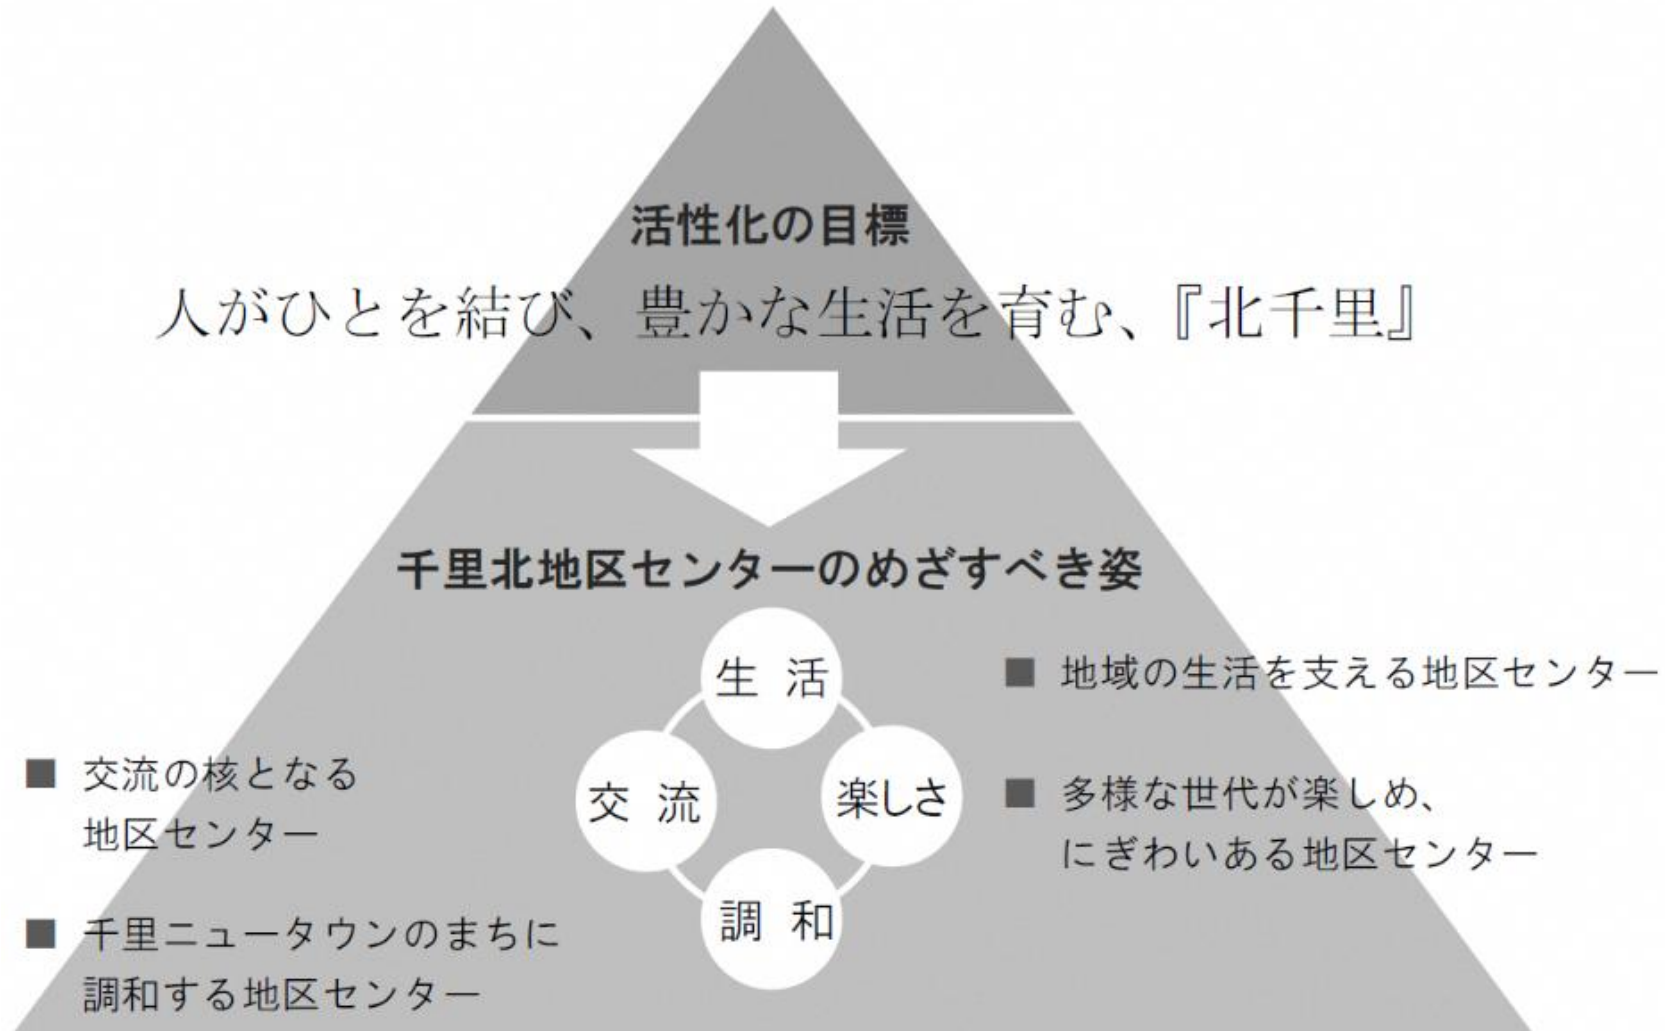 活性化の目標
人がひとを結び、豊かな生活を育む、『北千里』
千里北地区センターのめざすべき姿
生活
交流
楽しさ
調和
■ 地域の生活を支える地区センター
■ 多様な世代が楽しめ、
にぎわいある地区センター
■ 交流の核となる
地区センター
■ 千里ニュータウンのまちに
調和する地区センター